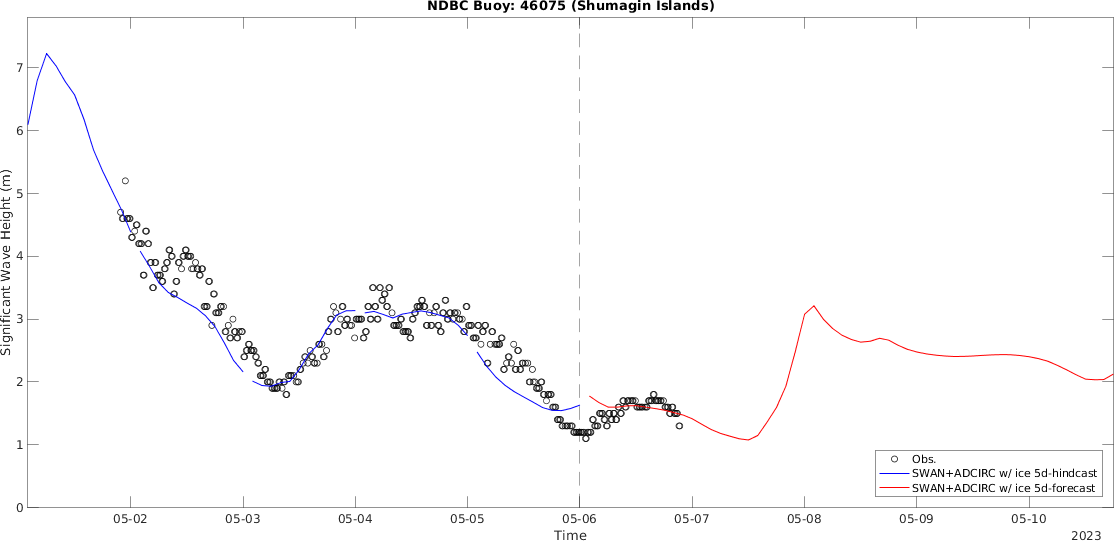 NDBC Buoy: 46075 (Shumagin Islands)
Significant Wave Height (m)
7
6
5
4
3
2
1
0
Obs.
SWAN+ADCIRC w/ ice 5d-hindcast
SWAN+ADCIRC w/ ice 5d-forecast
05-02 05-03 05-04 05-05 05-06 05-07 05-08 05-09 05-10
Time
2023